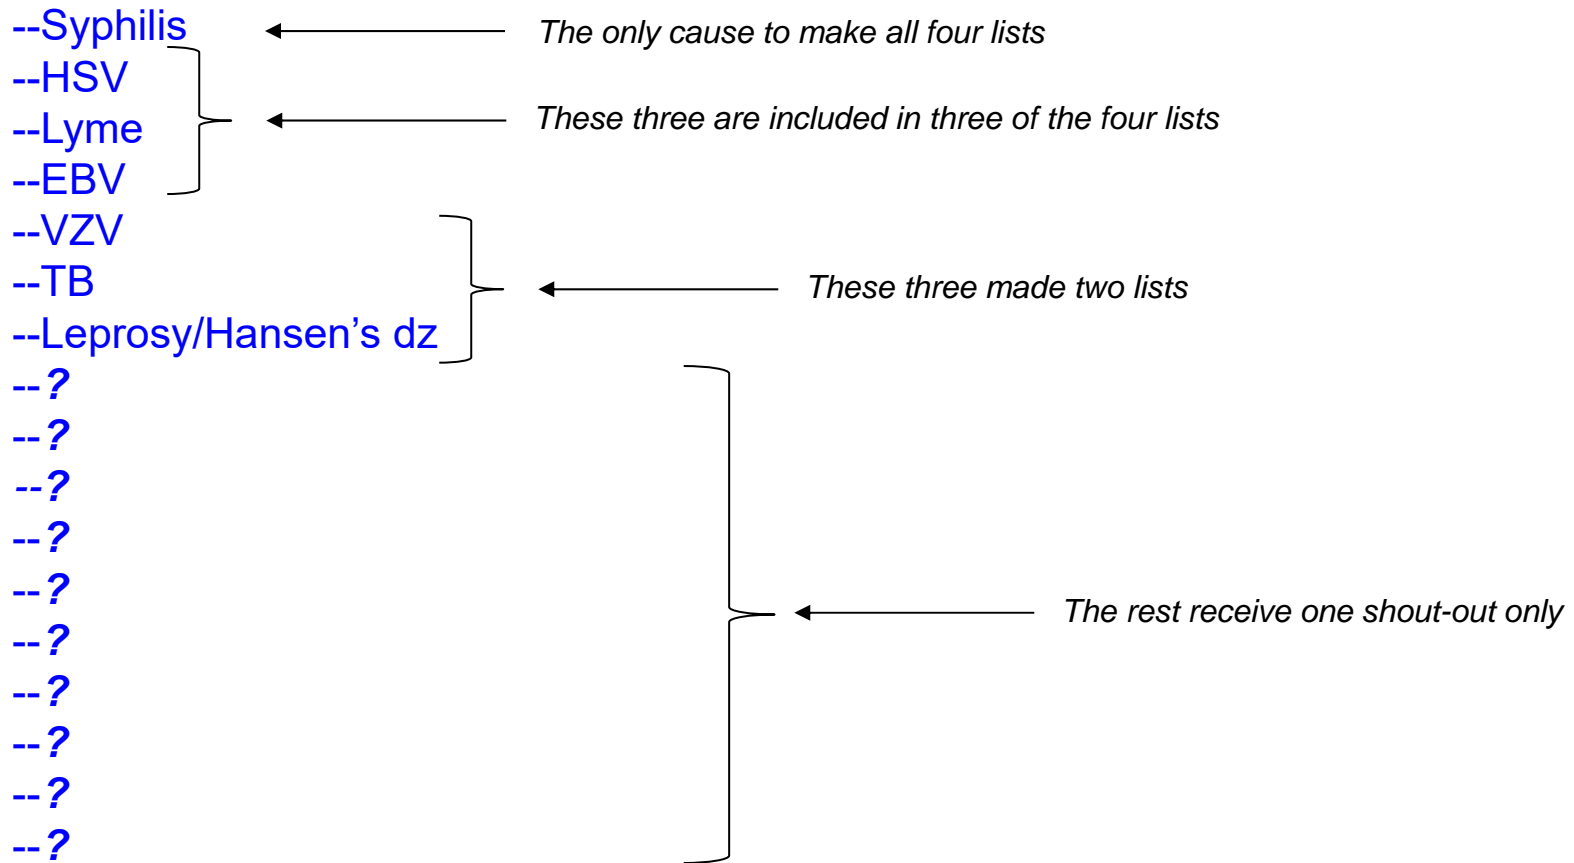 --Syphilis
The only cause to make all four lists
--HSV
--Lyme
These three are included in three of the four lists
--EBV
--VZV
--TB
These three made two lists
--Leprosy/Hansen’s dz
--?
--?
--?
--?
--?
The rest receive one shout-out only
--?
--?
--?
--?
--?